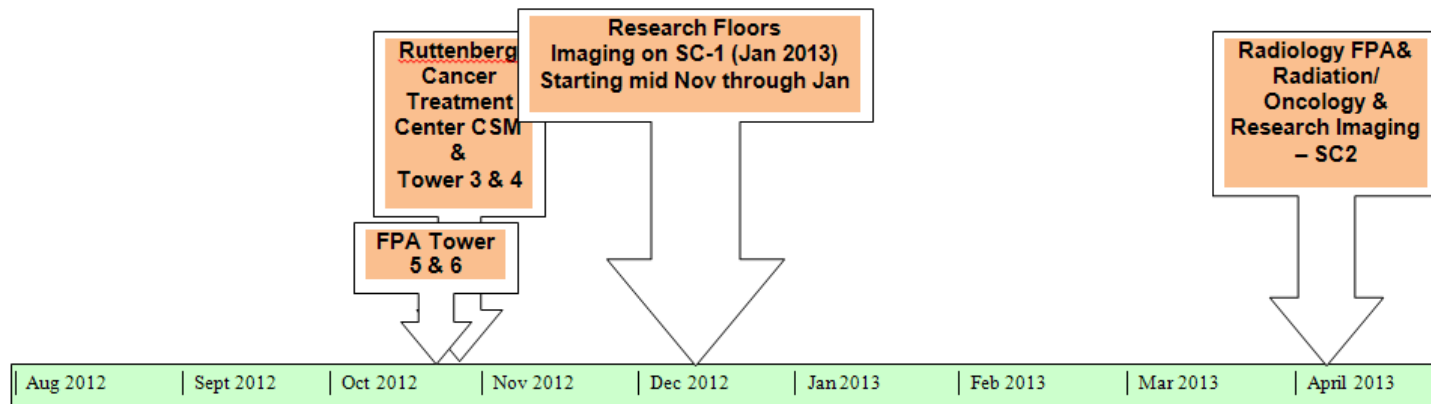 Ruttenberg
Cancer
Treatment
Center CSM
&
Tower 3 & 4
FPA Tower
5 & 6
Research Floors
Imaging on SC-1 (Jan 2013)
Starting mid Nov through Jan
Radiology FPA&
Radiation/
Oncology &
Research Imaging
– SC2
Aug 2012
Sept 2012
Oct 2012
Nov 2012
Dec 2012
Jan 2013
Feb 2013
Mar 2013
April 2013